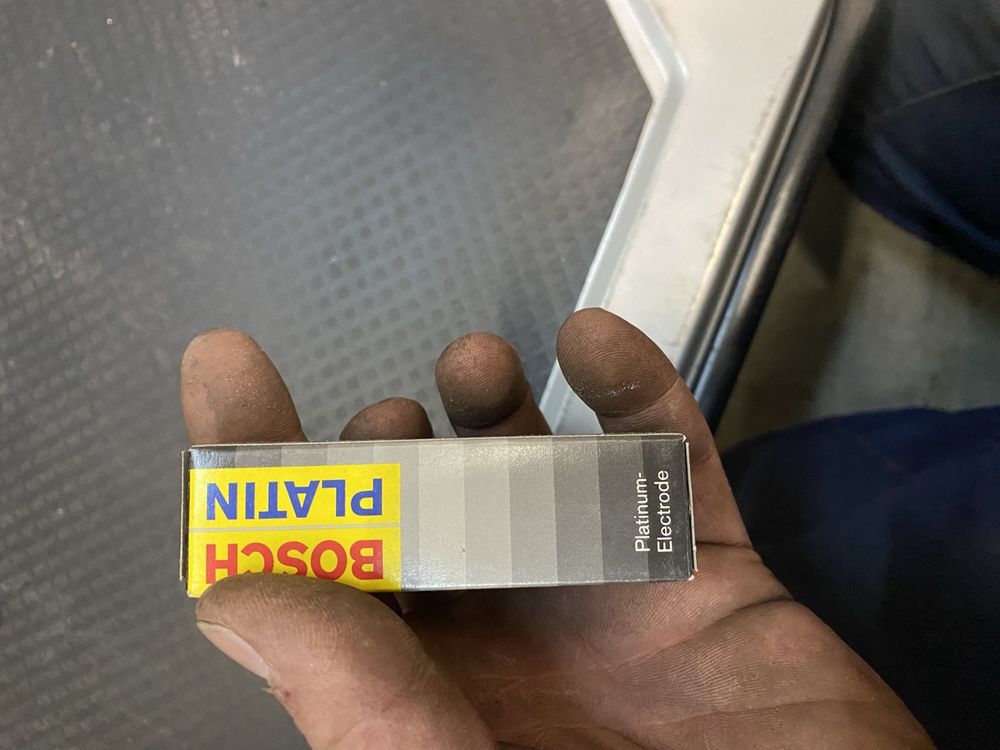 BOSCH
PLATIN
Platinum-
Electrode